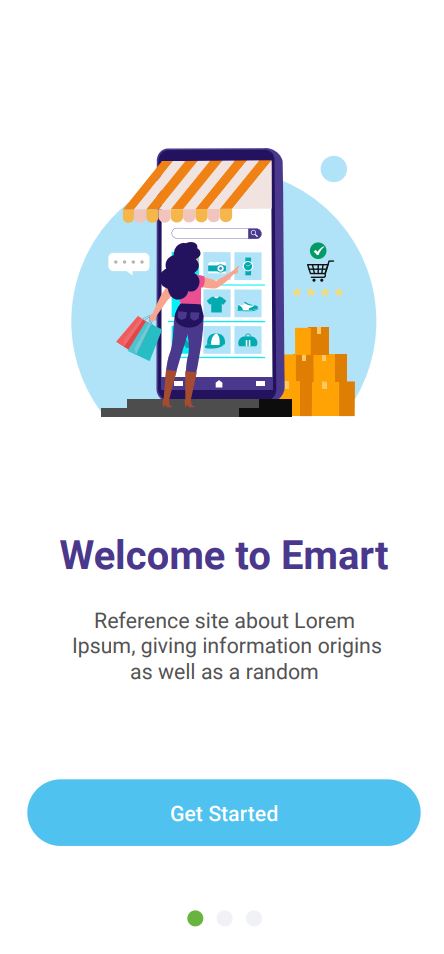 Welcome to Emart
Reference site about Lorem
Ipsum, giving information origins
as well as a random
Get Started